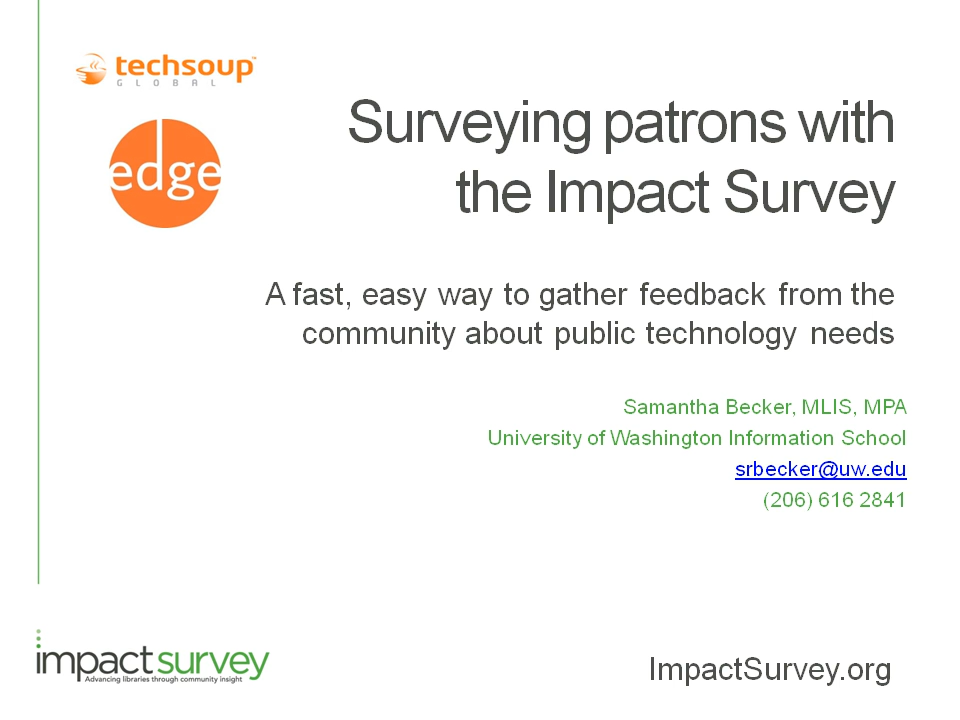 techsoup™
GLOBAL
edge
Surveying patrons with
the Impact Survey
A fast, easy way to gather feedback from the
community about public technology needs
Samantha Becker, MLIS, MPA
University of Washington Information School
srbecker@uw.edu
(206) 616 2841
impactsurvey
Advancing libraries through community insight
ImpactSurvey.org